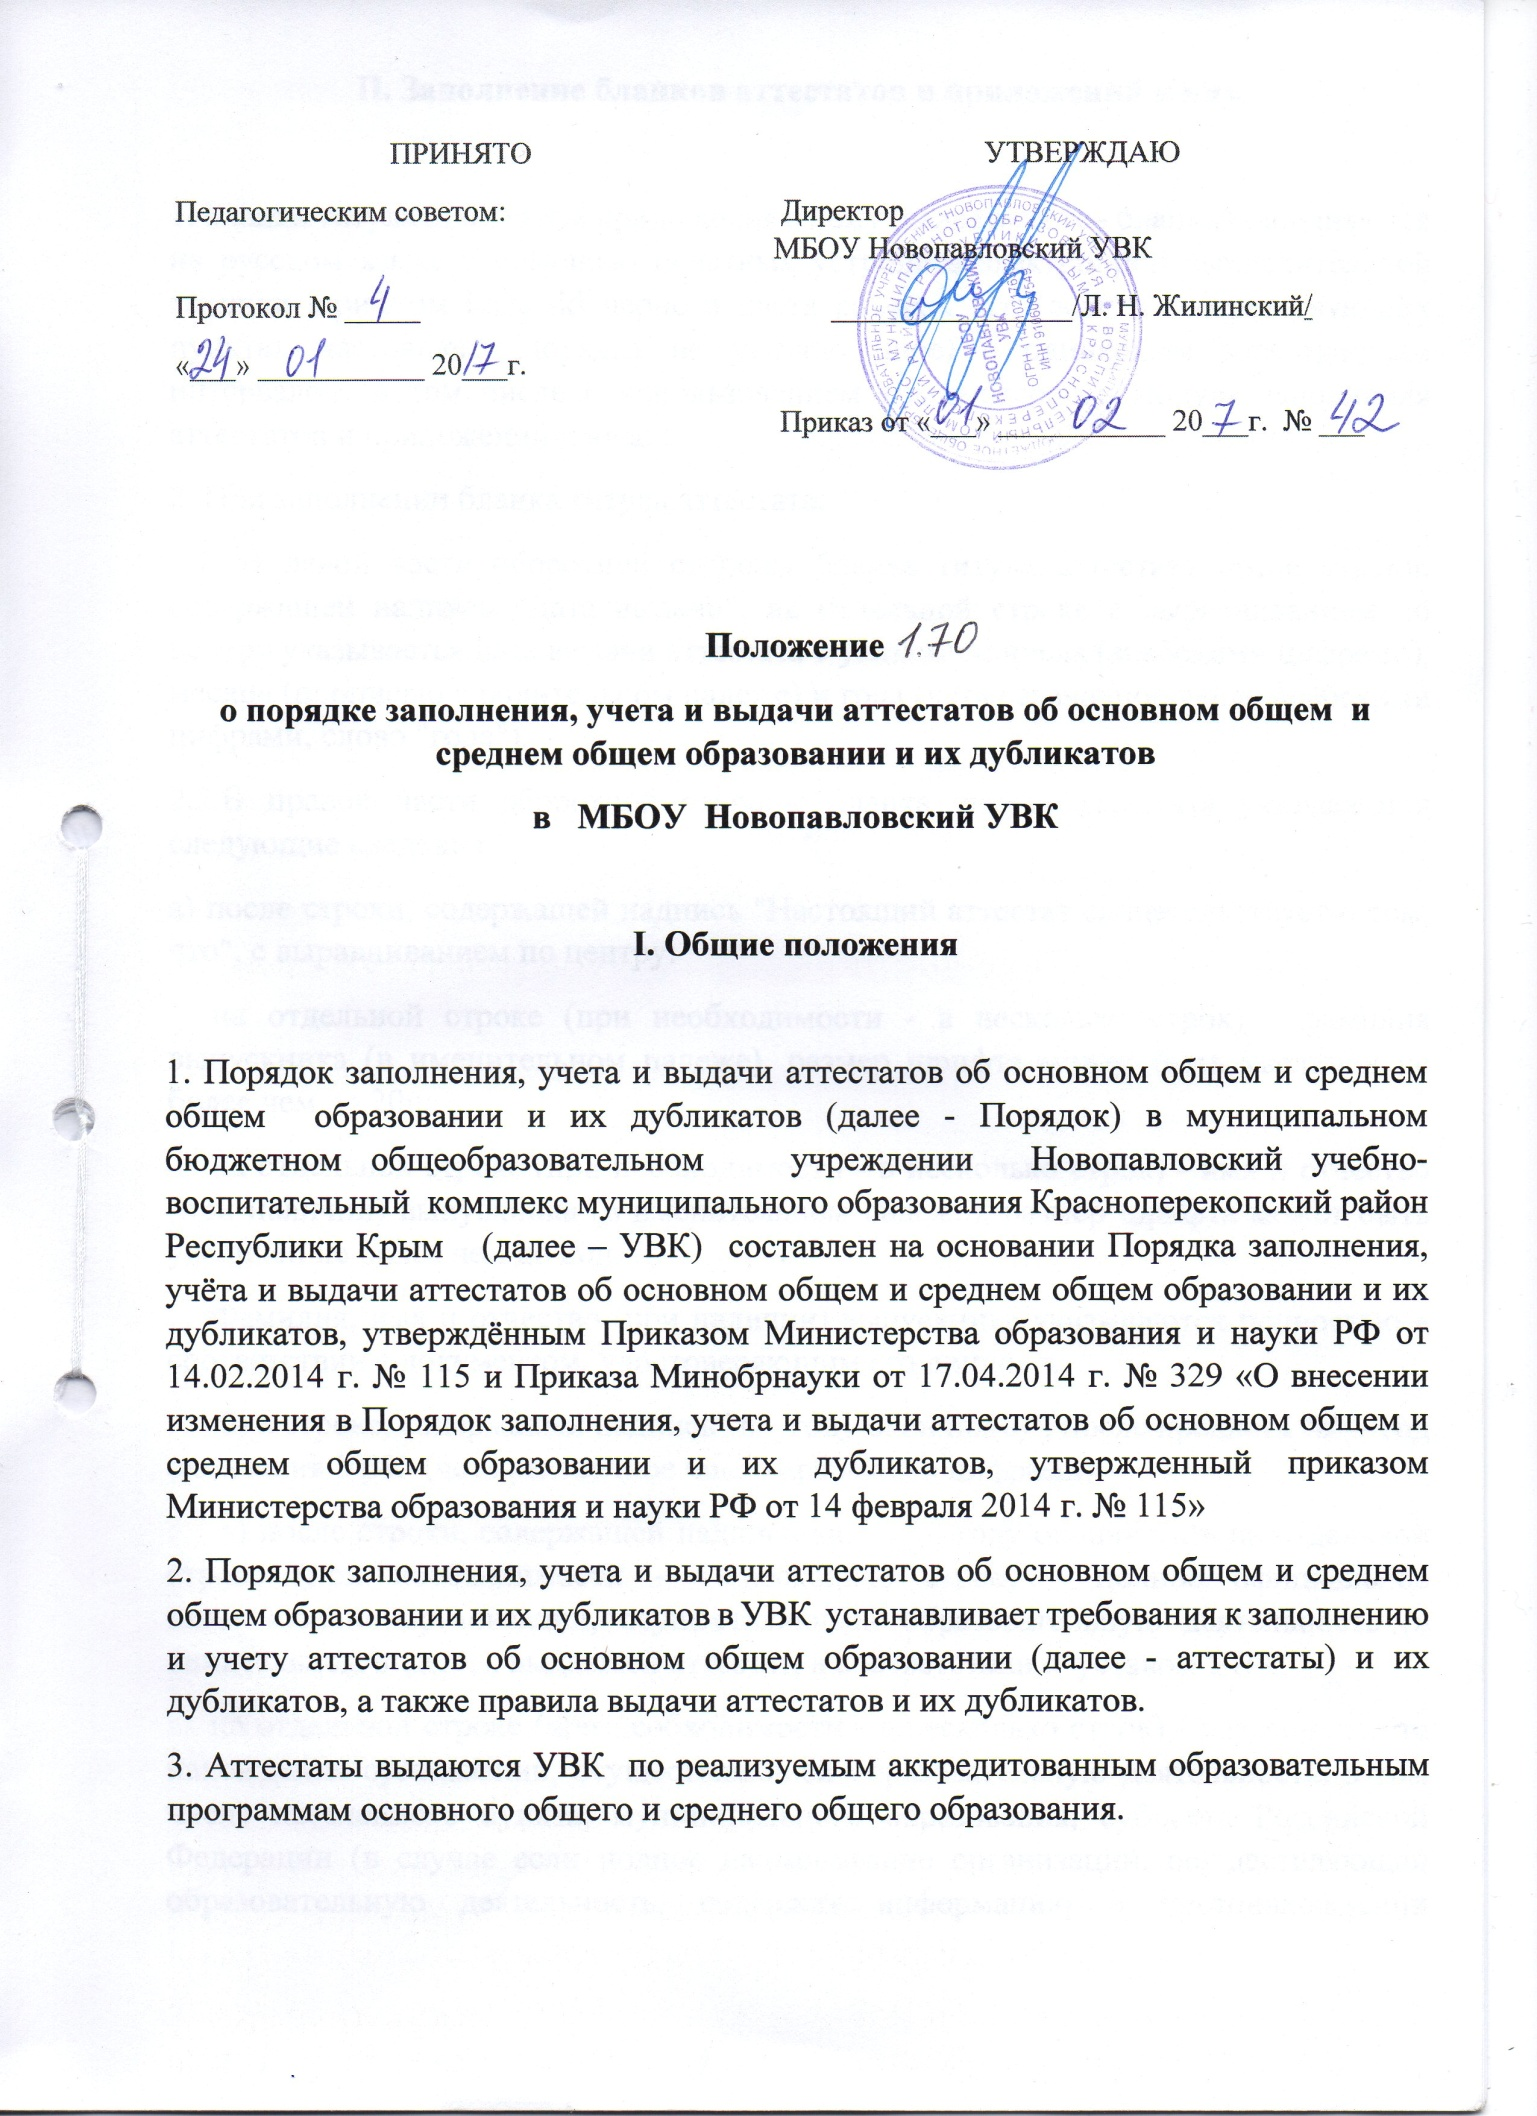 ПРИНЯТО
УТВЕРЖДАЮ
Педагогическим советом:
Директор
МБОУ Новопавловский УВК
Протокол № 4
/Л. Н. Жилинский/
«24» 01 2017г.
Приказ от «01» 02 207г. № 42
МБОУ
НОВОПАВЛОВСКИЙ
УВК
Положение 1.70
о порядке заполнения, учета и выдачи аттестатов об основном общем и
среднем общем образовании и их дубликатов
в МБОУ Новопавловский УВК
I. Общие положения
1. Порядок заполнения, учета и выдачи аттестатов об основном общем и среднем
общем образовании и их дубликатов (далее - Порядок) в муниципальном
бюджетном общеобразовательном учреждении Новопавловский учебно-
воспитательный комплекс муниципального образования Красноперекопский район
Республики Крым (далее – УВК) составлен на основании Порядка заполнения,
учёта и выдачи аттестатов об основном общем и среднем общем образовании и их
дубликатов, утверждённым Приказом Министерства образования и науки РФ от
14.02.2014 г. № 115 и Приказа Минобрнауки от 17.04.2014 г. № 329 «О внесении
изменения в Порядок заполнения, учета и выдачи аттестатов об основном общем и
среднем общем образовании и их дубликатов, утвержденный приказом
Министерства образования и науки РФ от 14 февраля 2014 г. № 115»
2. Порядок заполнения, учета и выдачи аттестатов об основном общем и среднем
общем образовании и их дубликатов в УВК устанавливает требования к заполнению
и учету аттестатов об основном общем образовании (далее - аттестаты) и их
дубликатов, а также правила выдачи аттестатов и их дубликатов.
3. Аттестаты выдаются УВК по реализуемым аккредитованным образовательным
программам основного общего и среднего общего образования.